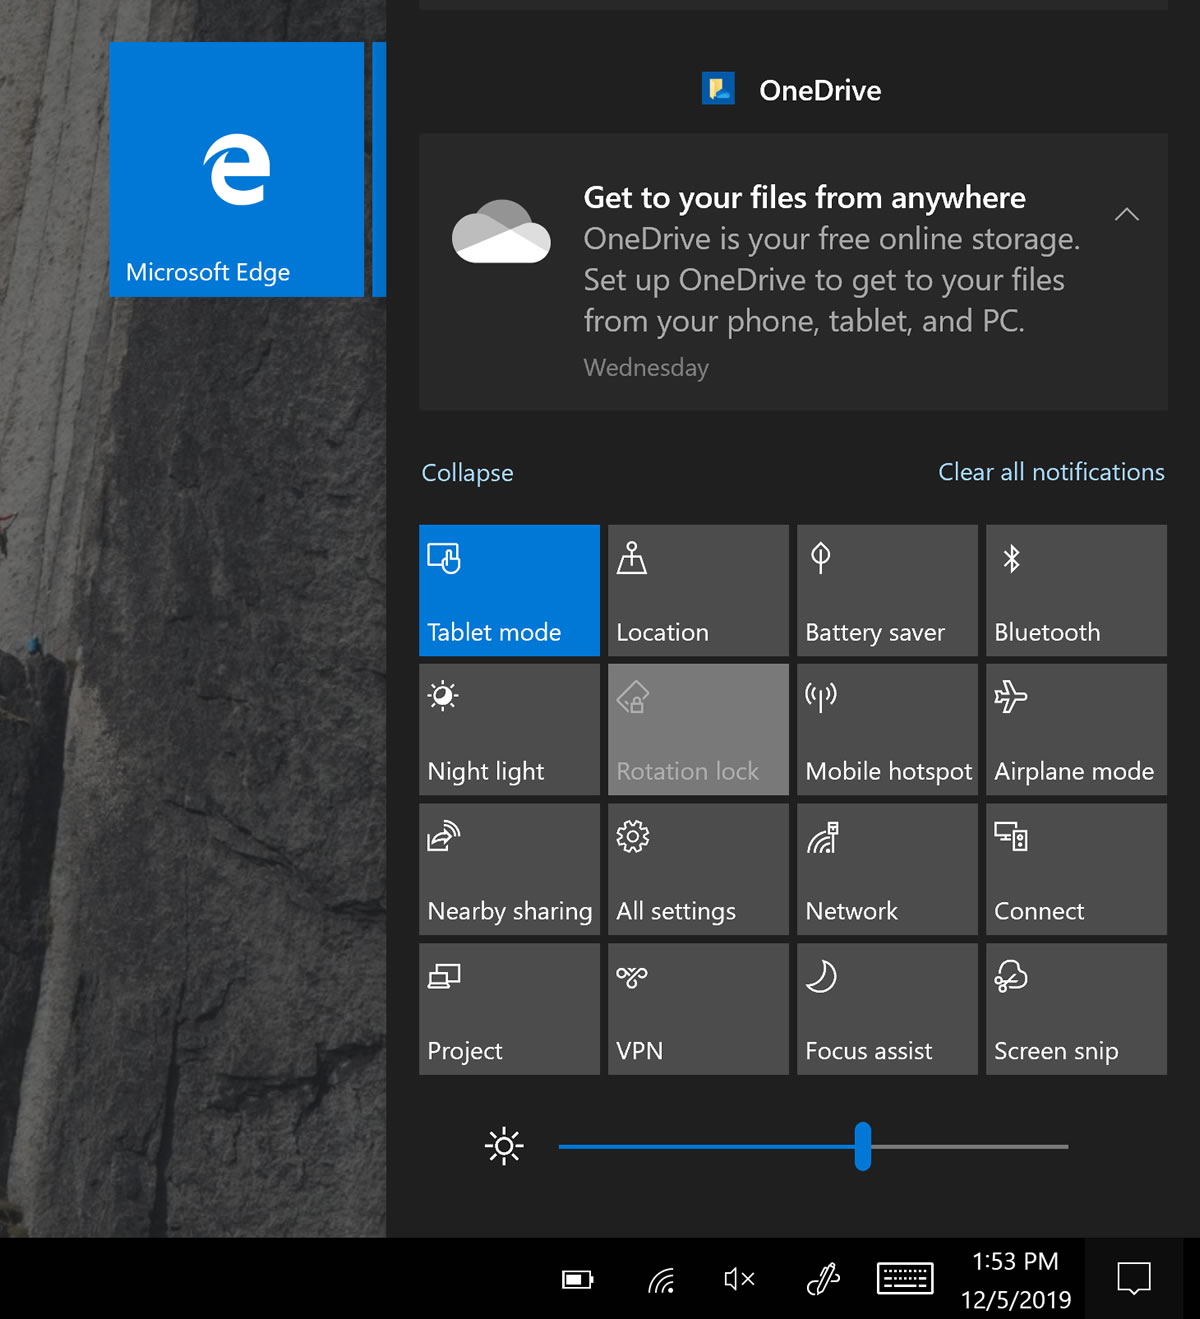 Microsoft Edge
OneDrive
Get to your files from anywhere
OneDrive is your free online storage.
Set up OneDrive to get to your files
from your phone, tablet, and PC.
Wednesday
Collapse
Clear all notifications
Tablet mode
Location
Battery saver
Bluetooth
Night light
Rotation lock
Mobile hotspot
Airplane mode
Nearby sharing
All settings
Network
Connect
Project
VPN
Focus assist
Screen snip
1:53 PM
12/5/2019